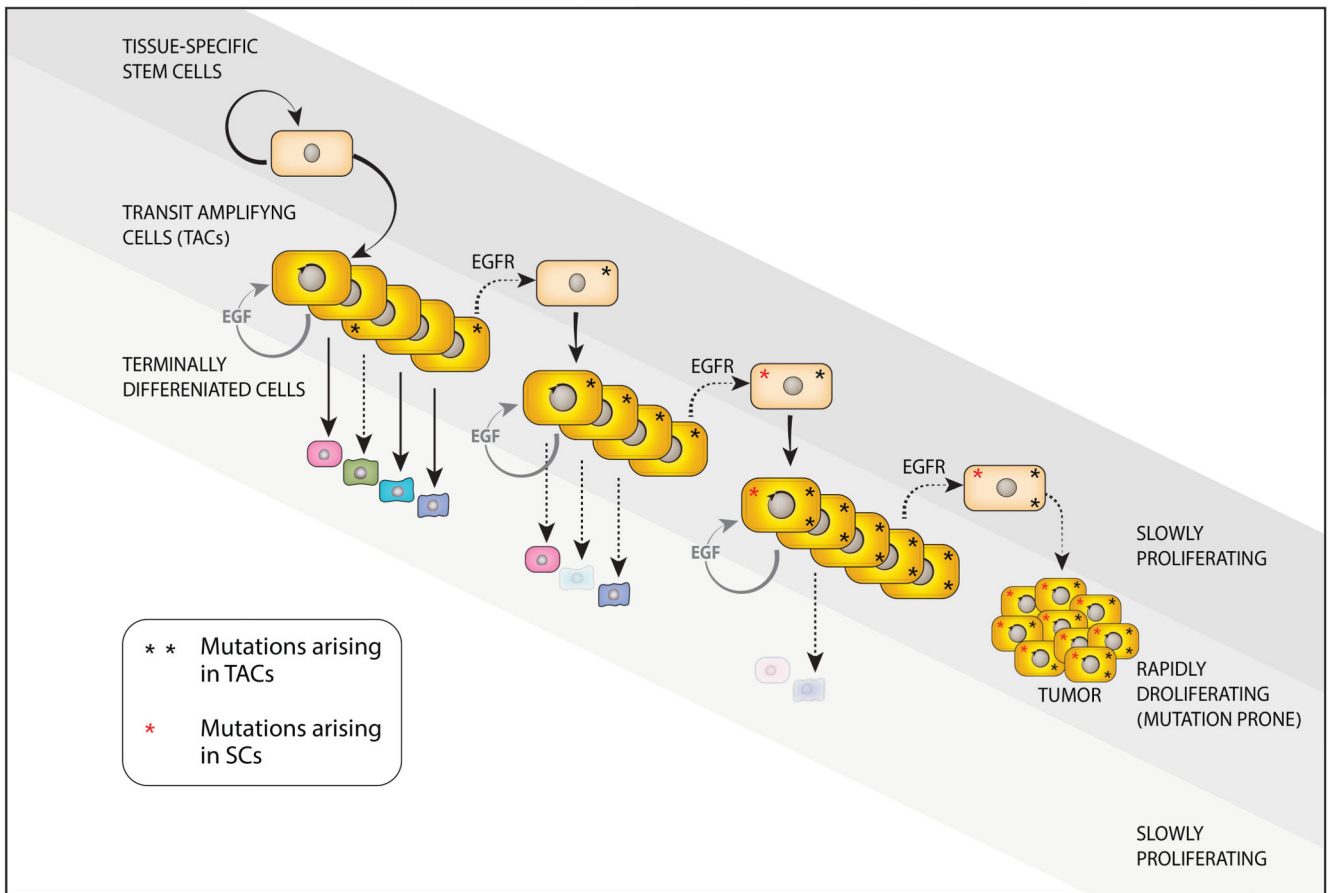 TISSUE-SPECIFIC
STEM CELLS
TRANSIT AMPLIFYNG
CELLS (TACs)
EGFR
EGF
TERMINALLY
DIFFERENIATED CELLS
EGFR
EGF
EGFR
EGF
SLOWLY
PROLIFERATING
RAPIDLY
DROLIFERATING
(MUTATION PRONE)
TUMOR
* * Mutations arising
in TACs
* Mutations arising
in SCs
SLOWLY
PROLIFERATING